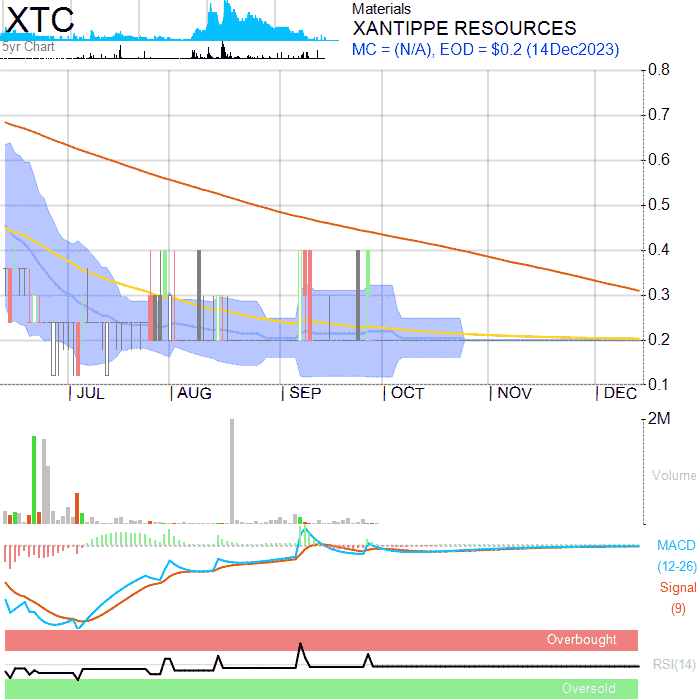 XTC
5yr Chart
Materials
XANTIPPE RESOURCES
MC = (N/A), EOD = $0.2 (14Dec2023)
0.8
0.7
0.6
0.5
0.4
0.3
0.2
0.1
JUL AUG SEP OCT NOV DEC
2M
Volume
MACD
(12-26)
Signal
(9)
Overbought
RSI(14)
Oversold